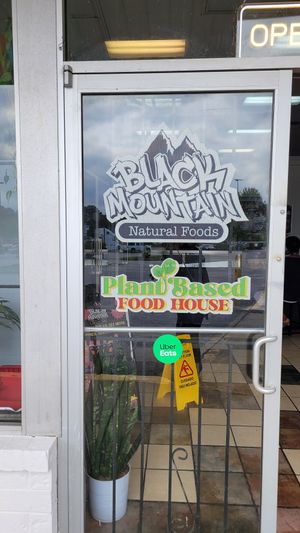 OPE
BLACK
MOUNTAIN
Natural Foods
Plant Based
FOOD HOUSE
Uber
Eats